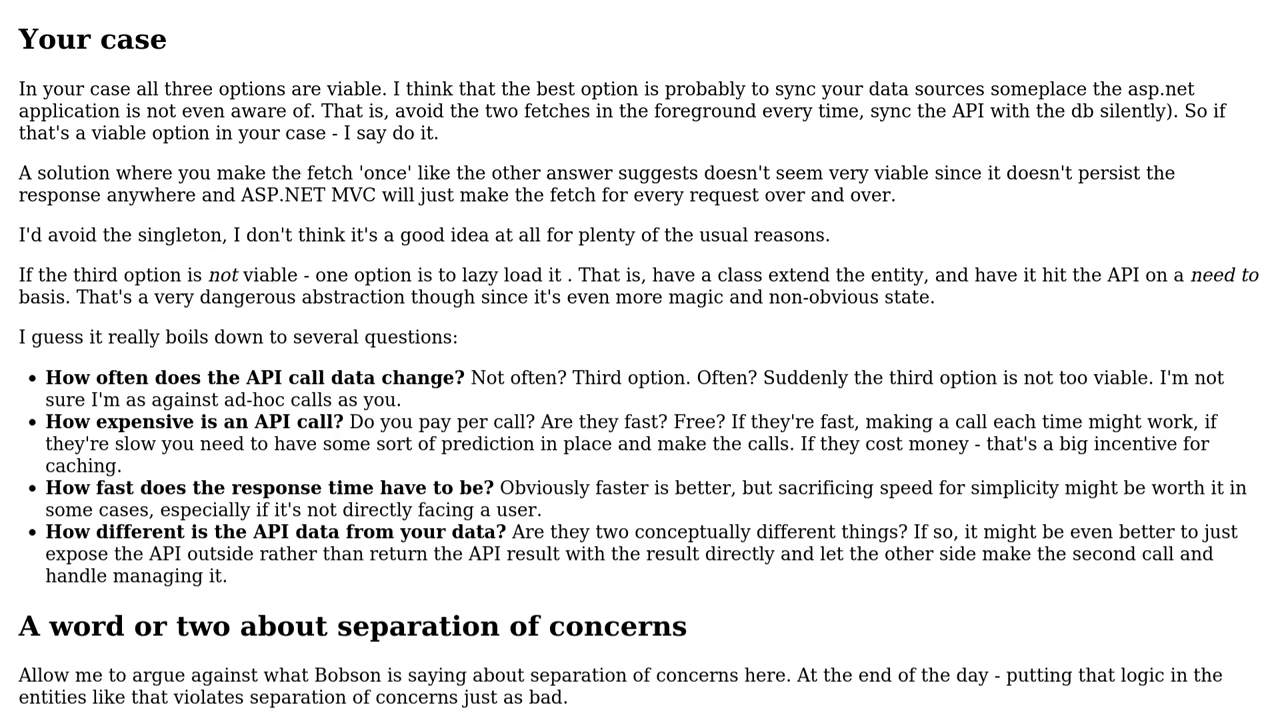 Your case
In your case all three options are viable. I think that the best option is probably to sync your data sources someplace the asp.net
application is not even aware of. That is, avoid the two fetches in the foreground every time, sync the API with the db silently). So if
that's a viable option in your case - I say do it.
A solution where you make the fetch 'once' like the other answer suggests doesn't seem very viable since it doesn't persist the
response anywhere and ASP.NET MVC will just make the fetch for every request over and over.
I'd avoid the singleton, I don't think it's a good idea at all for plenty of the usual reasons.
If the third option is not viable - one option is to lazy load it . That is, have a class extend the entity, and have it hit the API on a need to
basis. That's a very dangerous abstraction though since it's even more magic and non-obvious state.
I guess it really boils down to several questions:
• How often does the API call data change? Not often? Third option. Often? Suddenly the third option is not too viable. I'm not
sure I'm as against ad-hoc calls as you.
• How expensive is an API call? Do you pay per call? Are they fast? Free? If they're fast, making a call each time might work, if
they're slow you need to have some sort of prediction in place and make the calls. If they cost money - that's a big incentive for
caching.
• How fast does the response time have to be? Obviously faster is better, but sacrificing speed for simplicity might be worth it in
some cases, especially if it's not directly facing a user.
• How different is the API data from your data? Are they two conceptually different things? If so, it might be even better to just
expose the API outside rather than return the API result with the result directly and let the other side make the second call and
handle managing it.
A word or two about separation of concerns
Allow me to argue against what Bobson is saying about separation of concerns here. At the end of the day - putting that logic in the
entities like that violates separation of concerns just as bad.